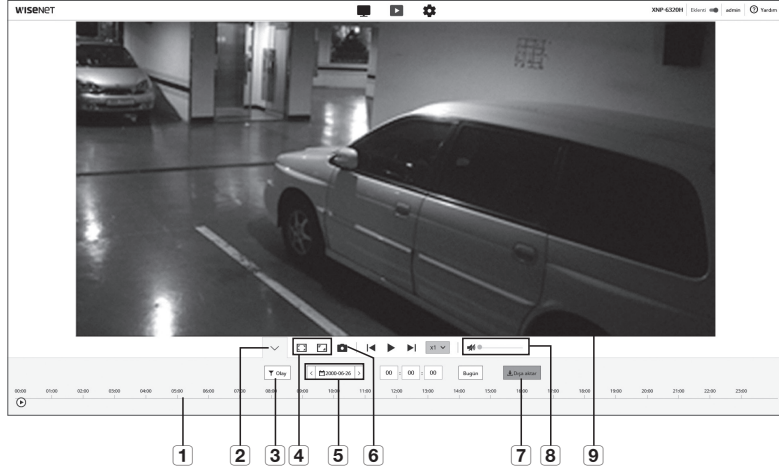 WISENET
XNP-6320H Eklenti admin ? Yardım
x1
Olay < 2000-06-26 > 00 : 00 : 00 Bugün Dışa aktar
00:00 01:00 02:00 03:00 04:00 05:00 06:00 07:00 08:00 09:00 10:00 11:00 12:00 13:00 14:00 15:00 16:00 17:00 18:00 19:00 20:00 21:00 22:00 23:00
1 2 3 4 5 6 7 8 9